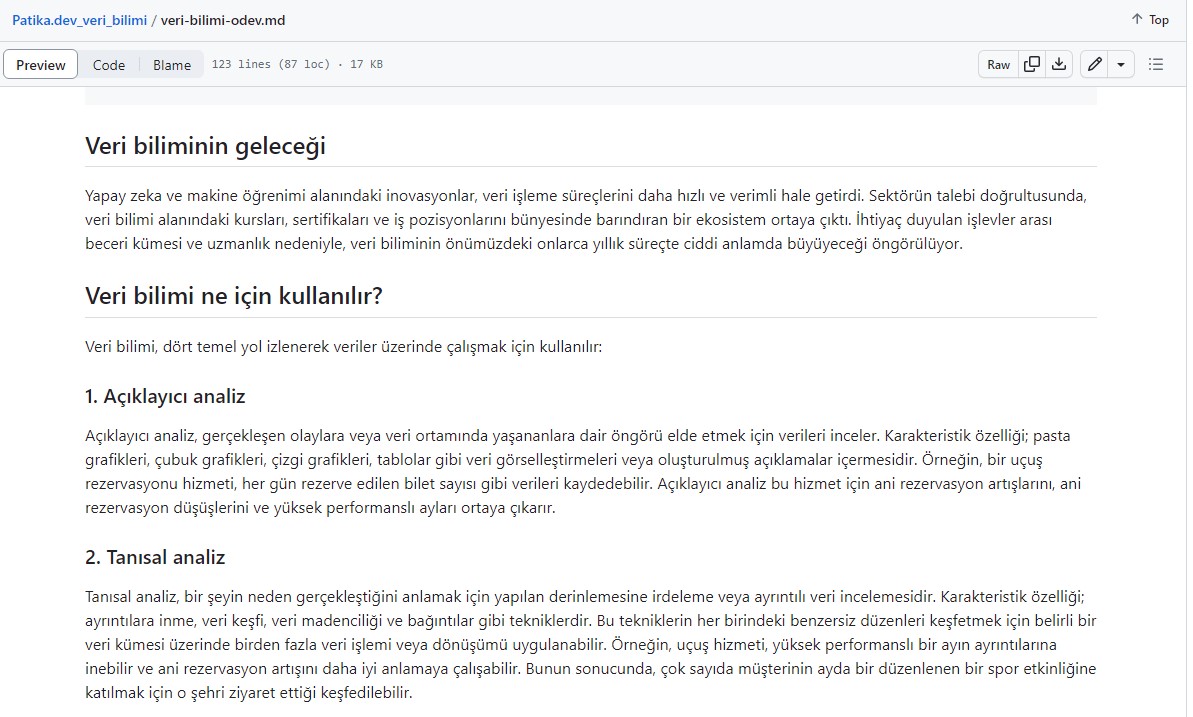 Patika.dev_veri_bilimi / veri-bilimi-odev.md
Top
Preview Code Blame 123 lines (87 loc) · 17 KB
Raw
Veri biliminin geleceği
Yapay zeka ve makine öğrenimi alanındaki inovasyonlar, veri işleme süreçlerini daha hızlı ve verimli hale getirdi. Sektörün talebi doğrultusunda,
veri bilimi alanındaki kursları, sertifikaları ve iş pozisyonlarını bünyesinde barındıran bir ekosistem ortaya çıktı. İhtiyaç duyulan işlevler arası
beceri kümesi ve uzmanlık nedeniyle, veri biliminin önümüzdeki onlarca yıllık süreçte ciddi anlamda büyüyeceği öngörülüyor.
Veri bilimi ne için kullanılır?
Veri bilimi, dört temel yol izlenerek veriler üzerinde çalışmak için kullanılır:
1. Açıklayıcı analiz
Açıklayıcı analiz, gerçekleşen olaylara veya veri ortamında yaşananlara dair öngörü elde etmek için verileri inceler. Karakteristik özelliği; pasta
grafikleri, çubuk grafikleri, çizgi grafikleri, tablolar gibi veri görselleştirmeleri veya oluşturulmuş açıklamalar içermesidir. Örneğin, bir uçuş
rezervasyonu hizmeti, her gün rezerve edilen bilet sayısı gibi verileri kaydedebilir. Açıklayıcı analiz bu hizmet için ani rezervasyon artışlarını, ani
rezervasyon düşüşlerini ve yüksek performanslı ayları ortaya çıkarır.
2. Tanısal analiz
Tanısal analiz, bir şeyin neden gerçekleştiğini anlamak için yapılan derinlemesine irdeleme veya ayrıntılı veri incelemesidir. Karakteristik özelliği;
ayrıntılara inme, veri keşfi, veri madenciliği ve bağıntılar gibi tekniklerdir. Bu tekniklerin her birindeki benzersiz düzenleri keşfetmek için belirli bir
veri kümesi üzerinde birden fazla veri işlemi veya dönüşümü uygulanabilir. Örneğin, uçuş hizmeti, yüksek performanslı bir ayın ayrıntılarına
inebilir ve ani rezervasyon artışını daha iyi anlamaya çalışabilir. Bunun sonucunda, çok sayıda müşterinin ayda bir düzenlenen bir spor etkinliğine
katılmak için o şehri ziyaret ettiği keşfedilebilir.